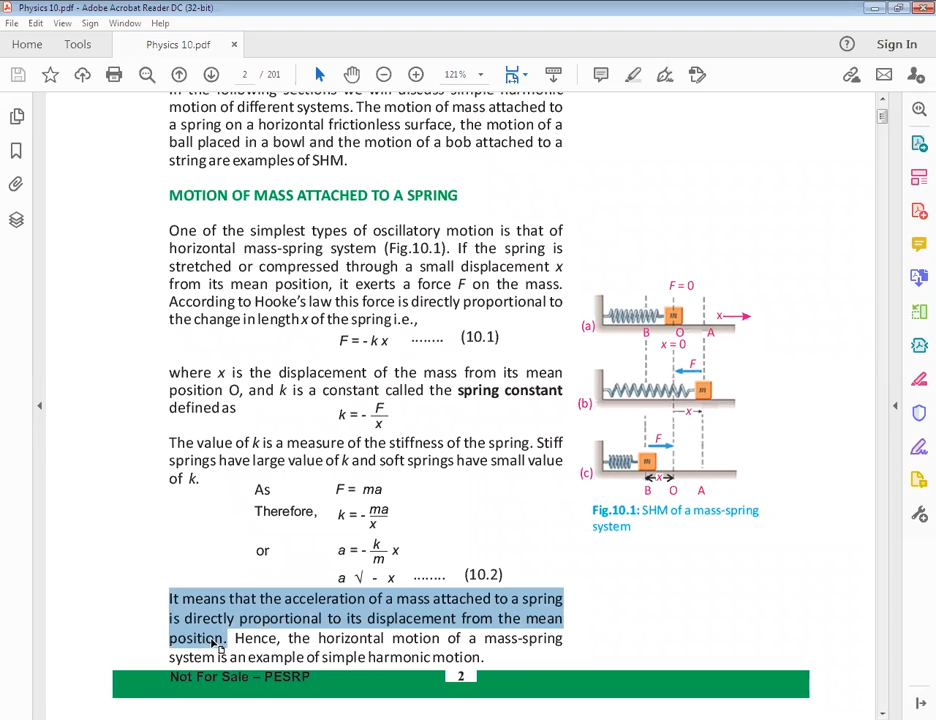 Physics 10.pdf - Adobe Acrobat Reader DC (32-bit)
File Edit View Sign Window Help
Home Tools Physics 10.pdf × Sign In
2 / 201 121%
motion of different systems. The motion of mass attached to
a spring on a horizontal frictionless surface, the motion of a
ball placed in a bowl and the motion of a bob attached to a
string are examples of SHM.
MOTION OF MASS ATTACHED TO A SPRING
One of the simplest types of oscillatory motion is that of
horizontal mass-spring system (Fig.10.1). If the spring is
stretched or compressed through a small displacement x
from its mean position, it exerts a force F on the mass.
According to Hooke's law this force is directly proportional to
the change in length x of the spring i.e.,
F = - k x ........ (10.1)
where x is the displacement of the mass from its mean
position O, and k is a constant called the spring constant
defined as
k = - F/x
The value of k is a measure of the stiffness of the spring. Stiff
springs have large value of k and soft springs have small value
of k.
As F = ma
Therefore, k = - ma/x
or a = - k/m x
a √ - x ........ (10.2)
It means that the acceleration of a mass attached to a spring
is directly proportional to its displacement from the mean
position. Hence, the horizontal motion of a mass-spring
system is an example of simple harmonic motion.
F = 0
(a) m x
B O A
x = 0
F
(b) m
x
F
(c) m
x
B O A
Fig.10.1: SHM of a mass-spring
system
Not For Sale – PESRP 2